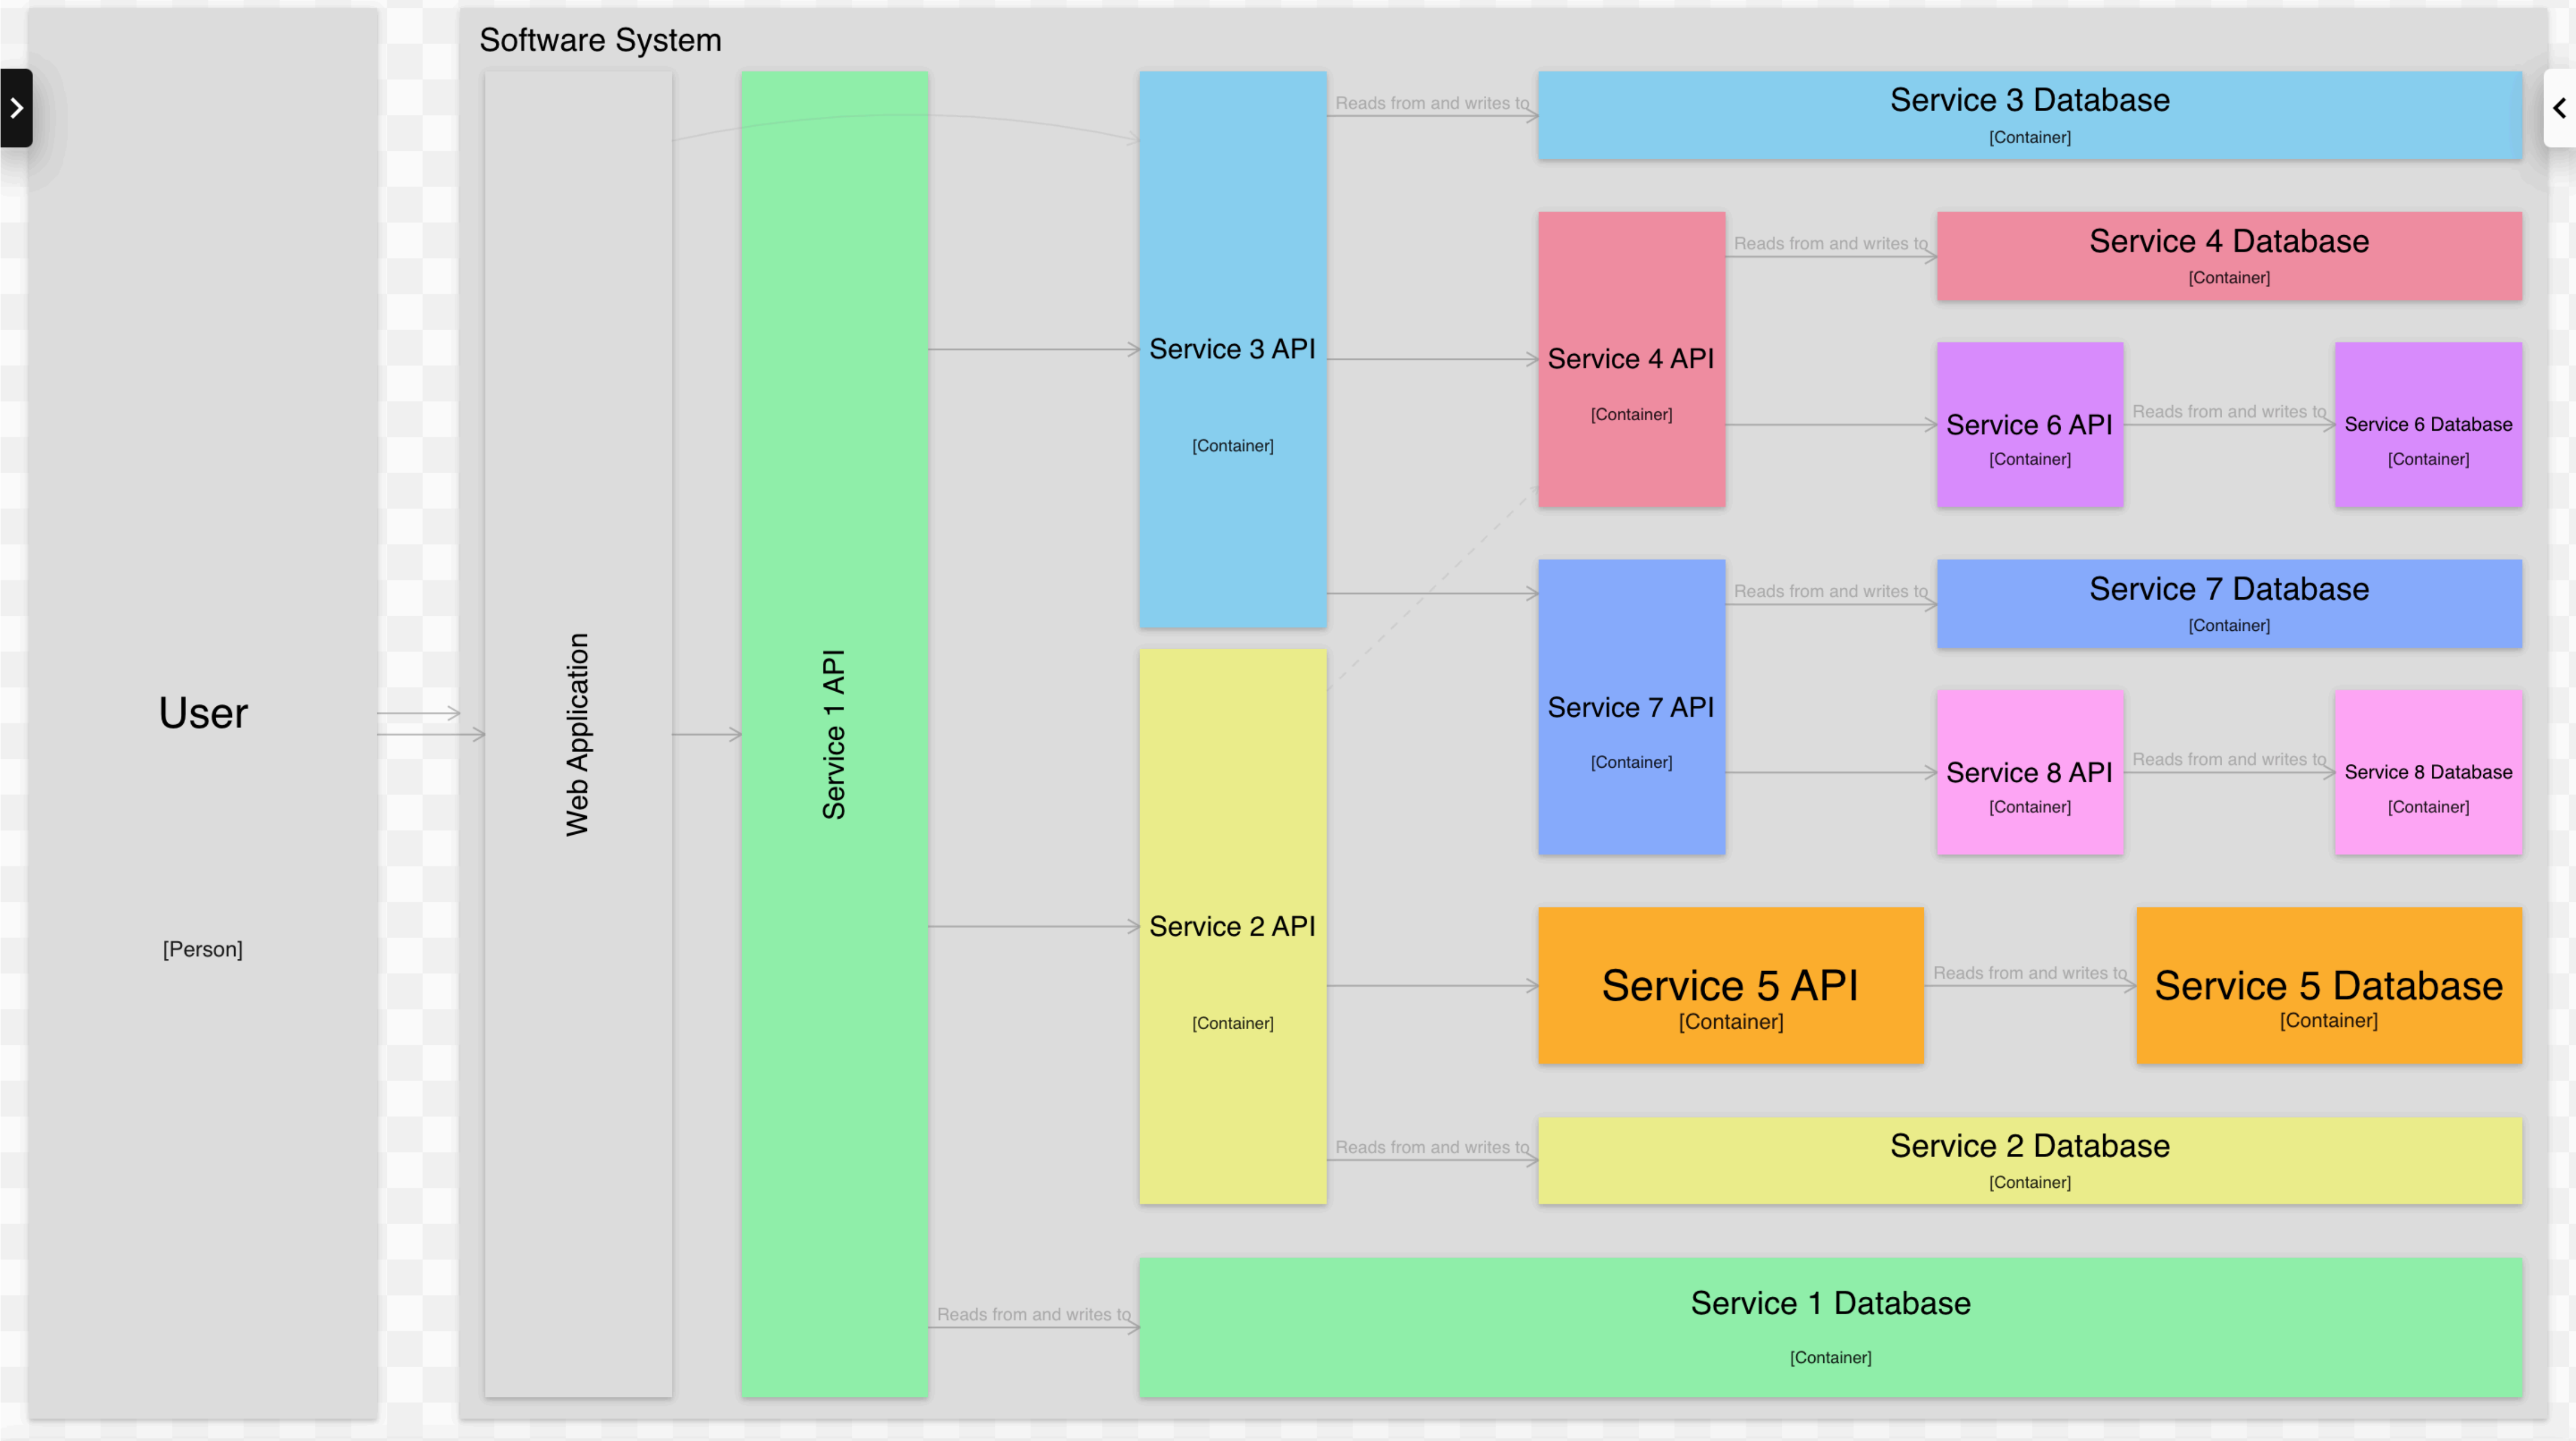 Software System
User
[Person]
Web Application
Service 1 API
Service 3 API
[Container]
Reads from and writes to
Service 3 Database
[Container]
Service 4 API
[Container]
Reads from and writes to
Service 4 Database
[Container]
Service 6 API
[Container]
Reads from and writes to
Service 6 Database
[Container]
Service 7 API
[Container]
Reads from and writes to
Service 7 Database
[Container]
Service 8 API
[Container]
Reads from and writes to
Service 8 Database
[Container]
Service 2 API
[Container]
Service 5 API
[Container]
Reads from and writes to
Service 5 Database
[Container]
Reads from and writes to
Service 2 Database
[Container]
Reads from and writes to
Service 1 Database
[Container]